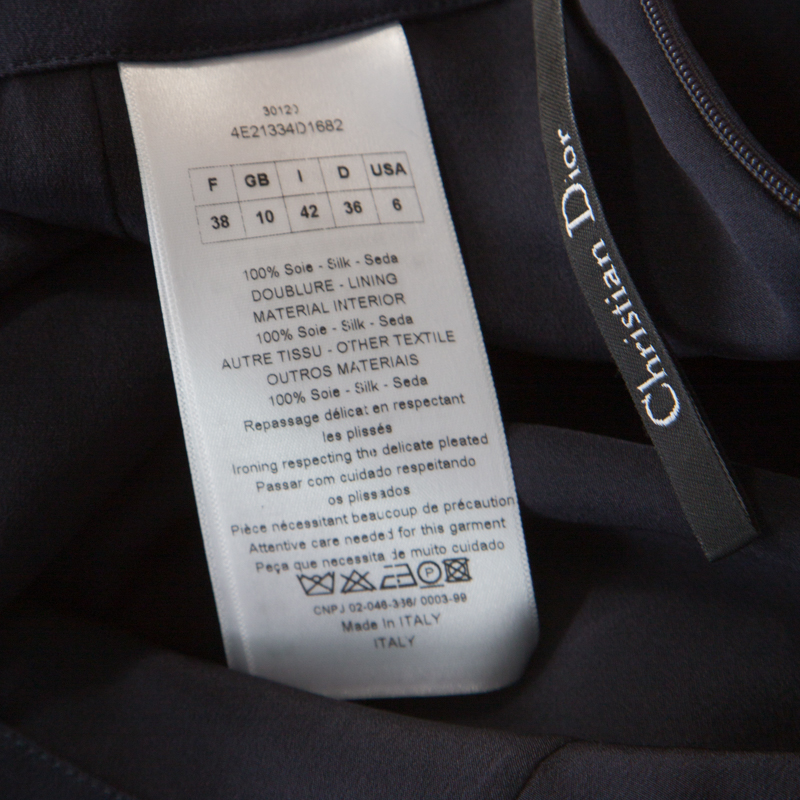 30123
4E21334D1682
F GB I D USA
38 10 42 36 6
100% Soie - Silk - Seda
DOUBLURE - LINING
MATERIAL INTERIOR
100% Soie - Silk - Seda
AUTRE TISSU - OTHER TEXTILE
OUTROS MATERIAIS
100% Soie - Silk - Seda
Repassage délicat en respectant
les plissés
Ironing respecting the delicate pleated
Passar com cuidado respeitando
os plissados
Pièce nécessitant beaucoup de précaution
Attentive care needed for this garment
Peça que necessita de muito cuidado
P
CNPJ 02-046-336/ 0003-99
Made in ITALY
ITALY
Christian Dior